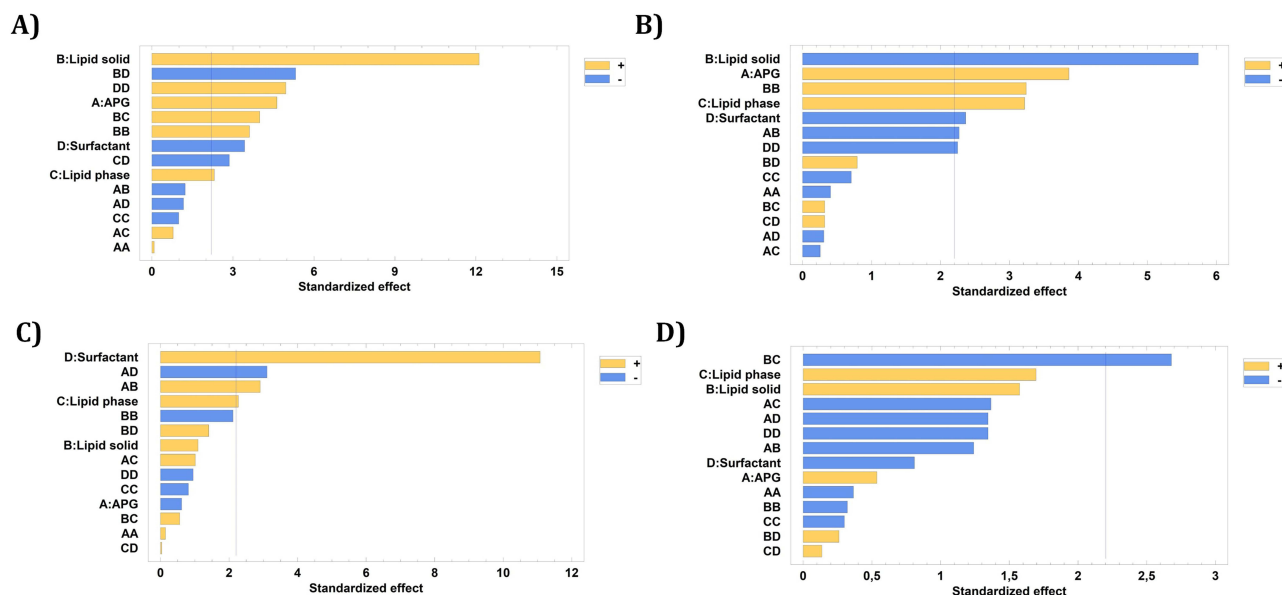 A)
B:Lipid solid
BD
DD
A:APG
BC
BB
D:Surfactant
CD
C:Lipid phase
AB
AD
CC
AC
AA
0 3 6 9 12 15
Standardized effect
+
-
B)
B:Lipid solid
A:APG
BB
C:Lipid phase
D:Surfactant
AB
DD
BD
CC
AA
BC
CD
AD
AC
0 1 2 3 4 5 6
Standardized effect
+
-
C)
D:Surfactant
AD
AB
C:Lipid phase
BB
BD
B:Lipid solid
AC
DD
CC
A:APG
BC
AA
CD
0 2 4 6 8 10 12
Standardized effect
+
-
D)
BC
C:Lipid phase
B:Lipid solid
AC
AD
DD
AB
D:Surfactant
A:APG
AA
BB
CC
BD
CD
0 0,5 1 1,5 2 2,5 3
Standardized effect
+
-